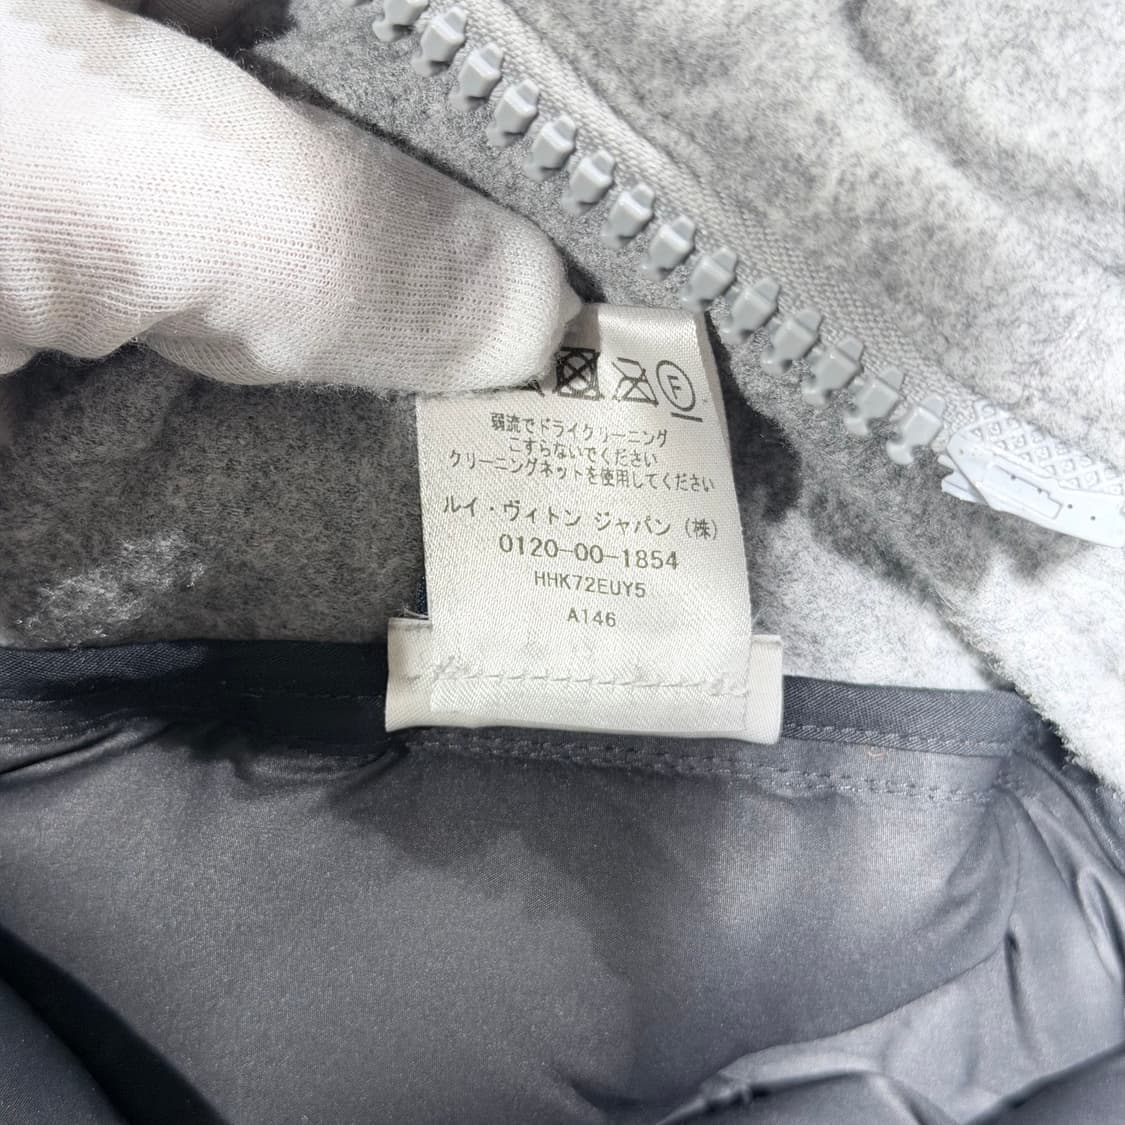 F
弱流でドライクリーニング
こすらないでください
クリーニングネットを使用してください
ルイ・ヴィトン ジャパン (株)
0120-00-1854
HHK72EUY5
A146